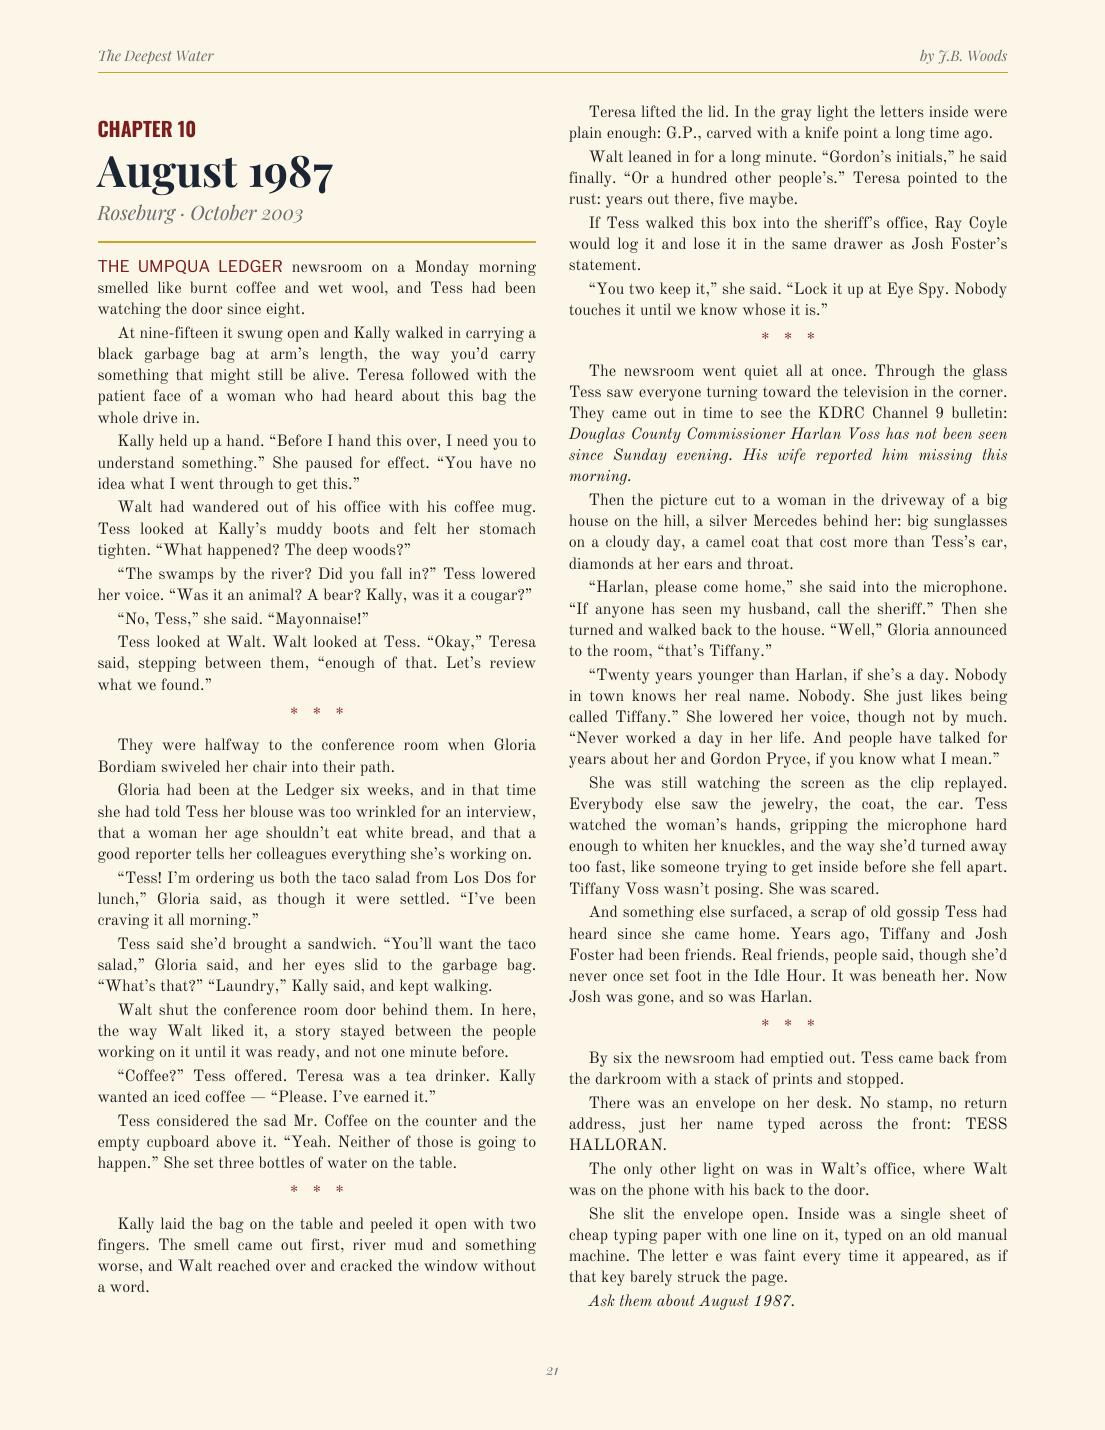 The Deepest Water
by J.B. Woods
CHAPTER 10
August 1987
Roseburg · October 2003
THE UMPQUA LEDGER newsroom on a Monday morning
smelled like burnt coffee and wet wool, and Tess had been
watching the door since eight.
At nine-fifteen it swung open and Kally walked in carrying a
black garbage bag at arm’s length, the way you’d carry
something that might still be alive. Teresa followed with the
patient face of a woman who had heard about this bag the
whole drive in.
Kally held up a hand. “Before I hand this over, I need you to
understand something.” She paused for effect. “You have no
idea what I went through to get this.”
Walt had wandered out of his office with his coffee mug.
Tess looked at Kally’s muddy boots and felt her stomach
tighten. “What happened? The deep woods?”
“The swamps by the river? Did you fall in?” Tess lowered
her voice. “Was it an animal? A bear? Kally, was it a cougar?”
“No, Tess,” she said. “Mayonnaise!”
Tess looked at Walt. Walt looked at Tess. “Okay,” Teresa
said, stepping between them, “enough of that. Let’s review
what we found.”
* * *
They were halfway to the conference room when Gloria
Bordiam swiveled her chair into their path.
Gloria had been at the Ledger six weeks, and in that time
she had told Tess her blouse was too wrinkled for an interview,
that a woman her age shouldn’t eat white bread, and that a
good reporter tells her colleagues everything she’s working on.
“Tess! I’m ordering us both the taco salad from Los Dos for
lunch,” Gloria said, as though it were settled. “I’ve been
craving it all morning.”
Tess said she’d brought a sandwich. “You’ll want the taco
salad,” Gloria said, and her eyes slid to the garbage bag.
“What’s that?” “Laundry,” Kally said, and kept walking.
Walt shut the conference room door behind them. In here,
the way Walt liked it, a story stayed between the people
working on it until it was ready, and not one minute before.
“Coffee?” Tess offered. Teresa was a tea drinker. Kally
wanted an iced coffee — “Please. I’ve earned it.”
Tess considered the sad Mr. Coffee on the counter and the
empty cupboard above it. “Yeah. Neither of those is going to
happen.” She set three bottles of water on the table.
* * *
Kally laid the bag on the table and peeled it open with two
fingers. The smell came out first, river mud and something
worse, and Walt reached over and cracked the window without
a word.
Teresa lifted the lid. In the gray light the letters inside were
plain enough: G.P., carved with a knife point a long time ago.
Walt leaned in for a long minute. “Gordon’s initials,” he said
finally. “Or a hundred other people’s.” Teresa pointed to the
rust: years out there, five maybe.
If Tess walked this box into the sheriff’s office, Ray Coyle
would log it and lose it in the same drawer as Josh Foster’s
statement.
“You two keep it,” she said. “Lock it up at Eye Spy. Nobody
touches it until we know whose it is.”
* * *
The newsroom went quiet all at once. Through the glass
Tess saw everyone turning toward the television in the corner.
They came out in time to see the KDRC Channel 9 bulletin:
Douglas County Commissioner Harlan Voss has not been seen
since Sunday evening. His wife reported him missing this
morning.
Then the picture cut to a woman in the driveway of a big
house on the hill, a silver Mercedes behind her: big sunglasses
on a cloudy day, a camel coat that cost more than Tess’s car,
diamonds at her ears and throat.
“Harlan, please come home,” she said into the microphone.
“If anyone has seen my husband, call the sheriff.” Then she
turned and walked back to the house. “Well,” Gloria announced
to the room, “that’s Tiffany.”
“Twenty years younger than Harlan, if she’s a day. Nobody
in town knows her real name. Nobody. She just likes being
called Tiffany.” She lowered her voice, though not by much.
“Never worked a day in her life. And people have talked for
years about her and Gordon Pryce, if you know what I mean.”
She was still watching the screen as the clip replayed.
Everybody else saw the jewelry, the coat, the car. Tess
watched the woman’s hands, gripping the microphone hard
enough to whiten her knuckles, and the way she’d turned away
too fast, like someone trying to get inside before she fell apart.
Tiffany Voss wasn’t posing. She was scared.
And something else surfaced, a scrap of old gossip Tess had
heard since she came home. Years ago, Tiffany and Josh
Foster had been friends. Real friends, people said, though she’d
never once set foot in the Idle Hour. It was beneath her. Now
Josh was gone, and so was Harlan.
* * *
By six the newsroom had emptied out. Tess came back from
the darkroom with a stack of prints and stopped.
There was an envelope on her desk. No stamp, no return
address, just her name typed across the front: TESS
HALLORAN.
The only other light on was in Walt’s office, where Walt
was on the phone with his back to the door.
She slit the envelope open. Inside was a single sheet of
cheap typing paper with one line on it, typed on an old manual
machine. The letter e was faint every time it appeared, as if
that key barely struck the page.
Ask them about August 1987.
21